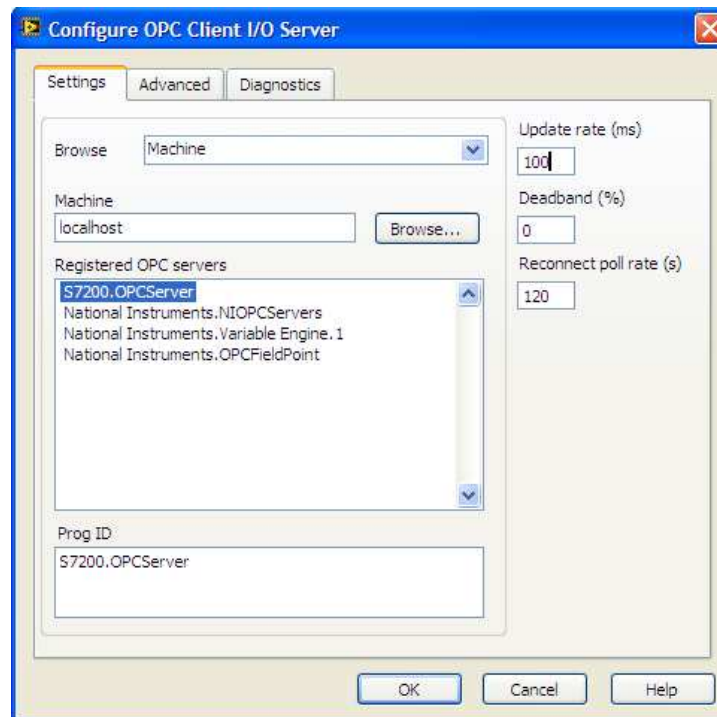 Configure OPC Client I/O Server
Settings
Advanced
Diagnostics
Browse
Machine
Machine
localhost
Browse...
Registered OPC servers
S7200.OPCServer
National Instruments.NIOPCServers
National Instruments.Variable Engine.1
National Instruments.OPCFieldPoint
Prog ID
S7200.OPCServer
Update rate (ms)
100
Deadband (%)
0
Reconnect poll rate (s)
120
OK
Cancel
Help